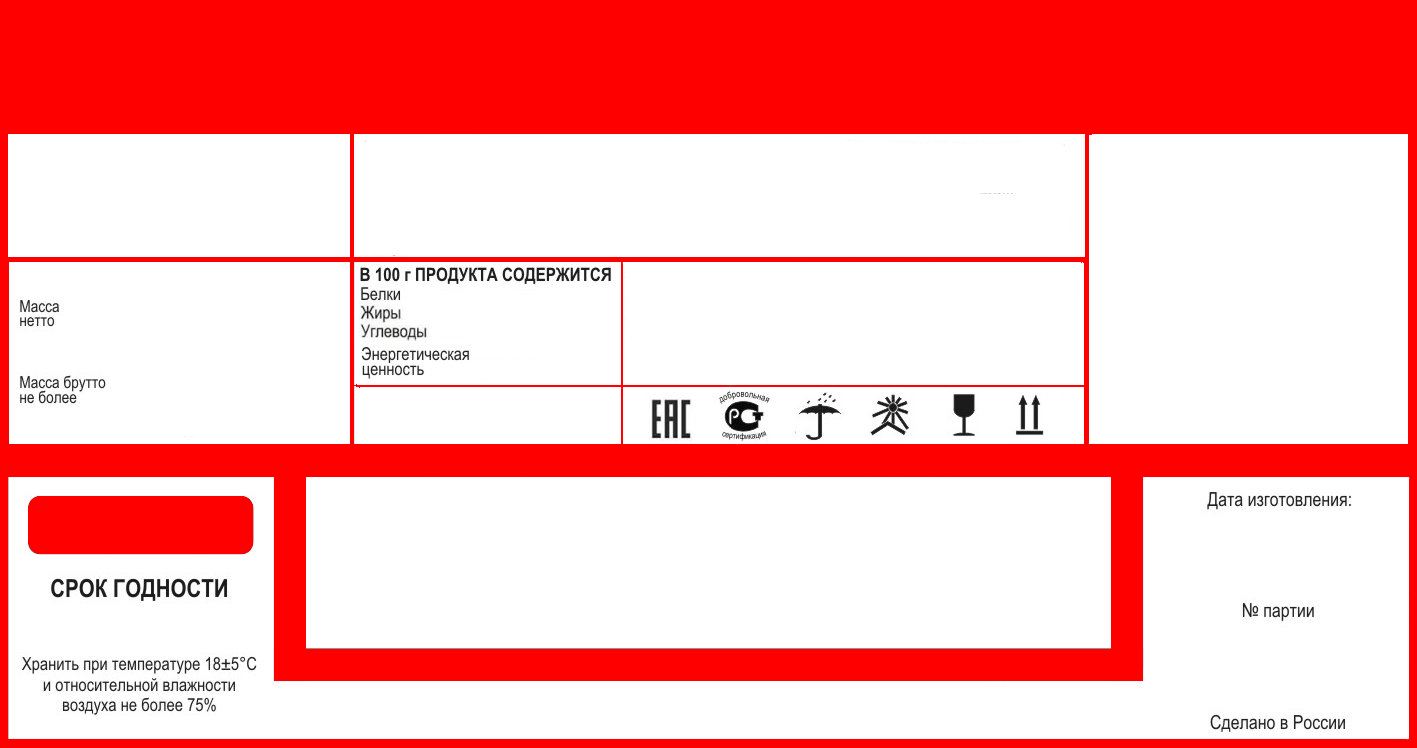 Масса
нетто
Масса брутто
не более
В 100 г ПРОДУКТА СОДЕРЖИТСЯ
Белки
Жиры
Углеводы
Энергетическая
ценность
ЕАС
добровольная
РСТ
сертификация
СРОК ГОДНОСТИ
Хранить при температуре 18±5°С
и относительной влажности
воздуха не более 75%
Дата изготовления:
№ партии
Сделано в России